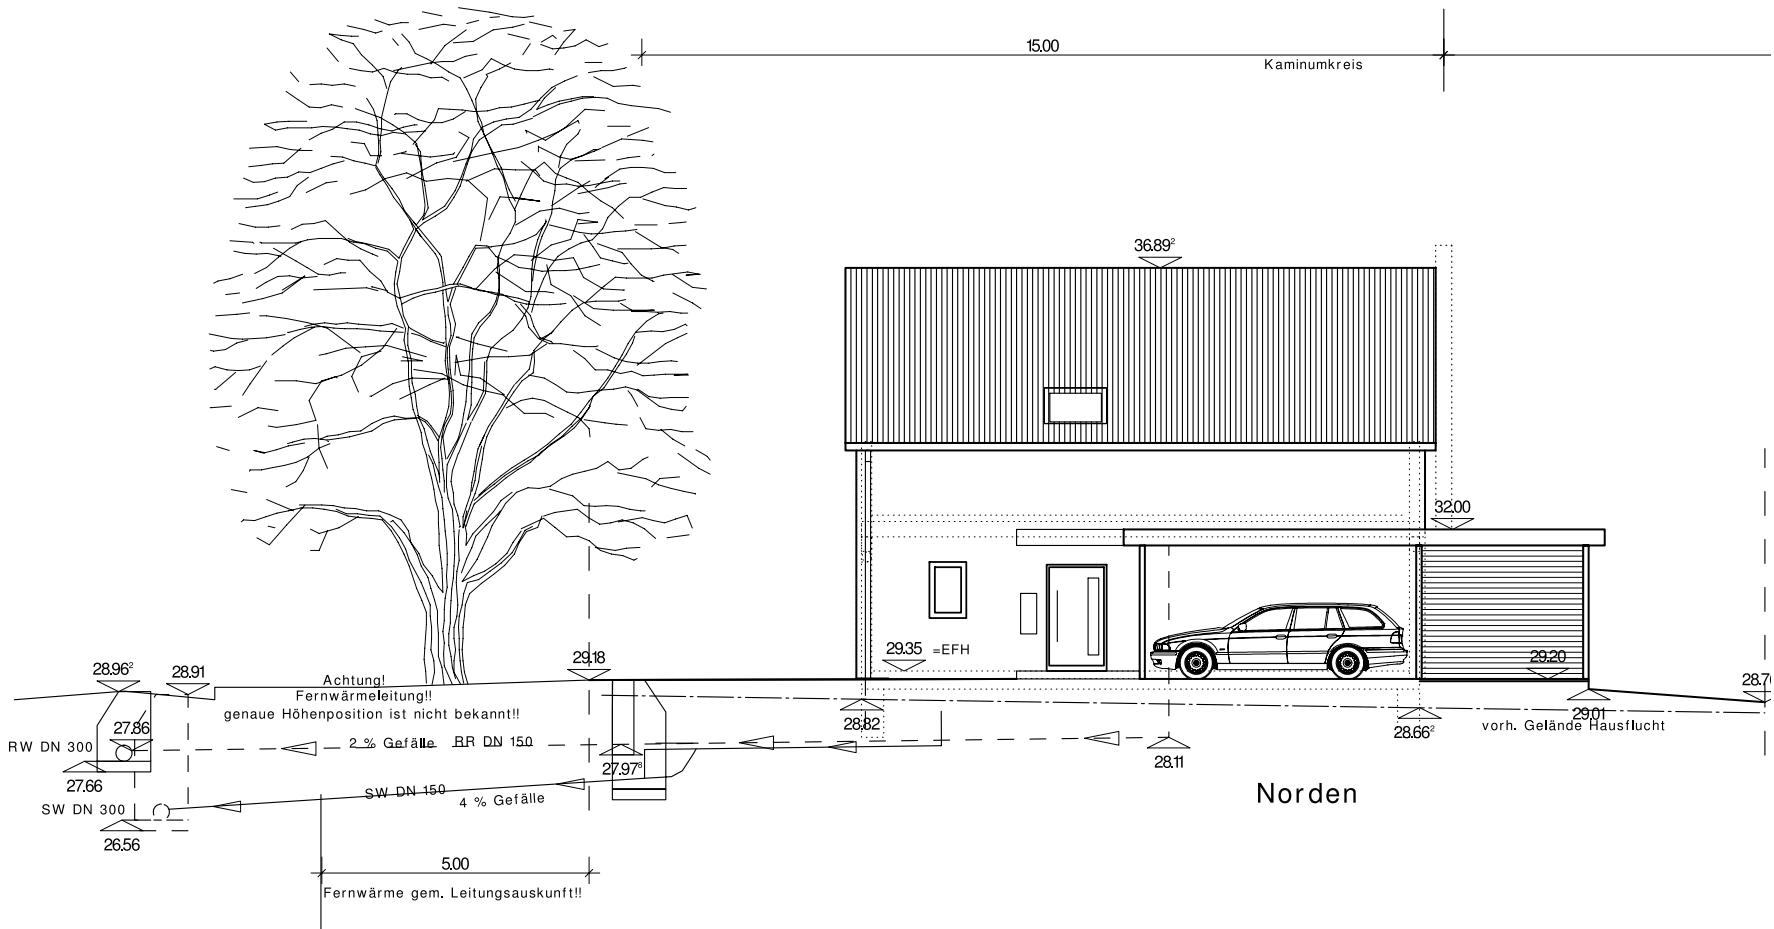 15.00
Kaminumkreis
36.89²
32.00
29.35 =EFH
29.20
28.96²
28.91
29.18
Achtung!
Fernwärmeleitung!!
genaue Höhenposition ist nicht bekannt!!
28.82
29.01
28.66²
vorh. Gelände Hausflucht
27.86
RW DN 300
2 % Gefälle RR DN 150
27.97⁸
28.11
27.66
SW DN 150
4 % Gefälle
SW DN 300
26.56
Norden
5.00
Fernwärme gem. Leitungsauskunft!!